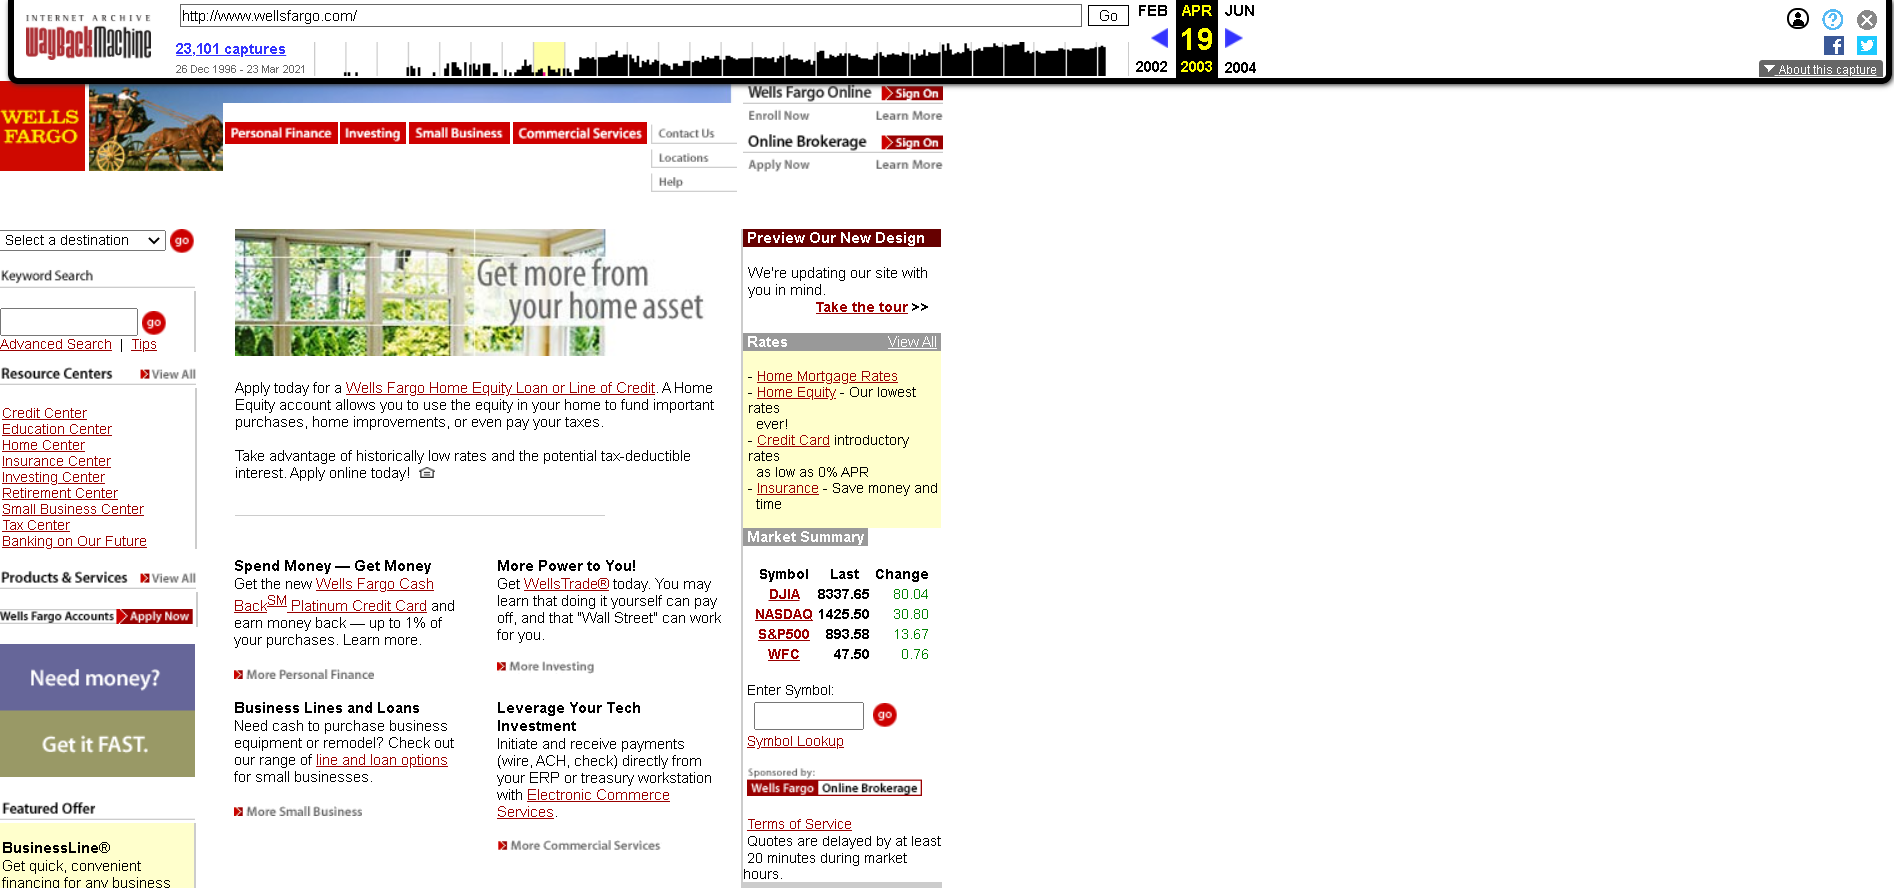 INTERNET ARCHIVE
WayBackMachine
http://www.wellsfargo.com/
Go
23,101 captures
26 Dec 1996 - 23 Mar 2021
FEB APR JUN
19
2002 2003 2004
About this capture
WELLS
FARGO
Personal Finance
Investing
Small Business
Commercial Services
Contact Us
Locations
Help
Wells Fargo Online Sign On
Enroll Now Learn More
Online Brokerage Sign On
Apply Now Learn More
Select a destination go
Keyword Search
go
Advanced Search | Tips
Resource Centers View All
Credit Center
Education Center
Home Center
Insurance Center
Investing Center
Retirement Center
Small Business Center
Tax Center
Banking on Our Future
Products & Services View All
Wells Fargo Accounts Apply Now
Need money?
Get it FAST.
Featured Offer
BusinessLine®
Get quick, convenient
financing for any business
Get more from
your home asset
Apply today for a Wells Fargo Home Equity Loan or Line of Credit. A Home
Equity account allows you to use the equity in your home to fund important
purchases, home improvements, or even pay your taxes.
Take advantage of historically low rates and the potential tax-deductible
interest. Apply online today!
Spend Money — Get Money
Get the new Wells Fargo Cash
Back SM Platinum Credit Card and
earn money back — up to 1% of
your purchases. Learn more.
More Personal Finance
More Power to You!
Get WellsTrade® today. You may
learn that doing it yourself can pay
off, and that "Wall Street" can work
for you.
More Investing
Business Lines and Loans
Need cash to purchase business
equipment or remodel? Check out
our range of line and loan options
for small businesses.
More Small Business
Leverage Your Tech
Investment
Initiate and receive payments
(wire, ACH, check) directly from
your ERP or treasury workstation
with Electronic Commerce
Services.
More Commercial Services
Preview Our New Design
We're updating our site with
you in mind.
Take the tour >>
Rates View All
- Home Mortgage Rates
- Home Equity - Our lowest
rates
ever!
- Credit Card introductory
rates
as low as 0% APR
- Insurance - Save money and
time
Market Summary
Symbol Last Change
DJIA 8337.65 80.04
NASDAQ 1425.50 30.80
S&P500 893.58 13.67
WFC 47.50 0.76
Enter Symbol:
go
Symbol Lookup
Sponsored by:
Wells Fargo Online Brokerage
Terms of Service
Quotes are delayed by at least
20 minutes during market
hours.